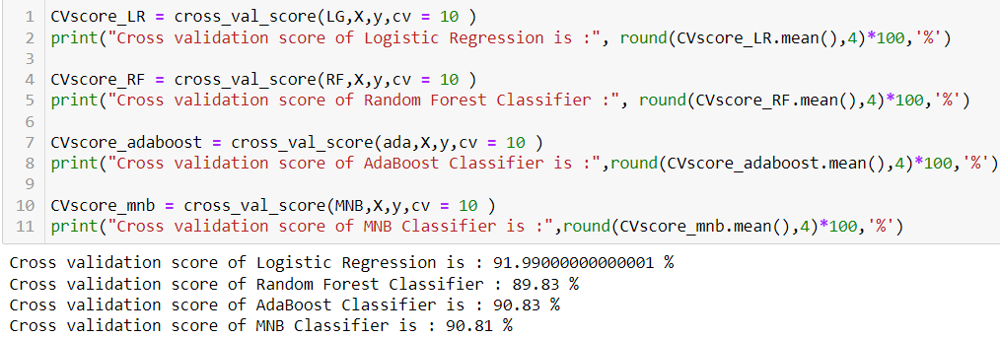 1 CVscore_LR = cross_val_score(LG,X,y,cv = 10 )
2 print("Cross validation score of Logistic Regression is :", round(CVscore_LR.mean(),4)*100,'%')
3
4 CVscore_RF = cross_val_score(RF,X,y,cv = 10 )
5 print("Cross validation score of Random Forest Classifier :", round(CVscore_RF.mean(),4)*100,'%')
6
7 CVscore_adaboost = cross_val_score(ada,X,y,cv = 10 )
8 print("Cross validation score of AdaBoost Classifier is :",round(CVscore_adaboost.mean(),4)*100,'%')
9
10 CVscore_mnb = cross_val_score(MNB,X,y,cv = 10 )
11 print("Cross validation score of MNB Classifier is :",round(CVscore_mnb.mean(),4)*100,'%')
Cross validation score of Logistic Regression is : 91.99000000000001 %
Cross validation score of Random Forest Classifier : 89.83 %
Cross validation score of AdaBoost Classifier is : 90.83 %
Cross validation score of MNB Classifier is : 90.81 %